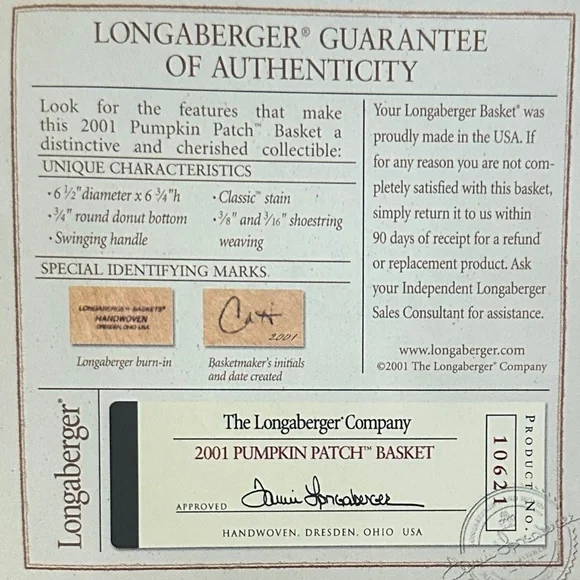 LONGABERGER® GUARANTEE
OF AUTHENTICITY
Look for the features that make
this 2001 Pumpkin Patch™ Basket a
distinctive and cherished collectible:
UNIQUE CHARACTERISTICS
• 6 ½" diameter x 6 ¾"h
• ¾" round donut bottom
• Swinging handle
• Classic™ stain
• ⅜" and 3/16" shoestring
weaving
SPECIAL IDENTIFYING MARKS
LONGABERGER BASKETS®
HANDWOVEN
DRESDEN, OHIO USA
2001
Longaberger burn-in
Basketmaker's initials
and date created
Your Longaberger Basket® was
proudly made in the USA. If
for any reason you are not com-
pletely satisfied with this basket,
simply return it to us within
90 days of receipt for a refund
or replacement product. Ask
your Independent Longaberger
Sales Consultant for assistance.
www.longaberger.com
©2001 The Longaberger® Company
Longaberger®
The Longaberger® Company
2001 PUMPKIN PATCH™ BASKET
APPROVED Tami Longaberger
HANDWOVEN, DRESDEN, OHIO USA
PRODUCT NO.
10621